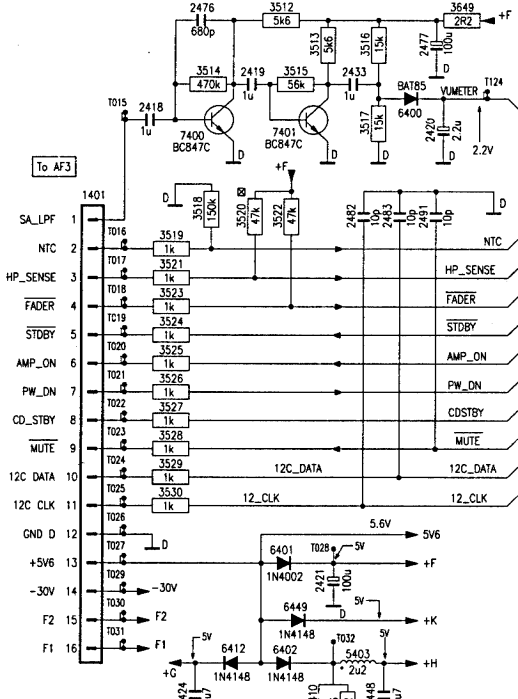 2476
680p
3512
5k6
3513
5k6
3516
15k
2477
100u
3649
2R2
+F
D
3514
470k
2419
1u
3515
56k
2433
1u
BAT85
6400
VUMETER
T124
T015
2418
1u
7400
BC847C
7401
BC847C
3517
15k
2420
2.2u
2.2V
D
D
D
D
To AF3
1401
+F
D
3518
150k
3520
47k
3522
47k
2482
10p
2483
10p
2491
10p
D
SA_LPF 1
NTC 2 T016 3519 1k NTC
HP_SENSE 3 T017 3521 1k HP_SENSE
FADER 4 T018 3523 1k FADER
STDBY 5 TC19 3524 1k STDBY
AMP_ON 6 T020 3525 1k AMP_ON
PW_DN 7 T021 3526 1k PW_DN
CD_STBY 8 T022 3527 1k CDSTBY
MUTE 9 T023 3528 1k MUTE
12C DATA 10 T024 3529 1k 12C_DATA 12C_DATA
12C CLK 11 T025 3530 1k 12_CLK 12_CLK
GND D 12 T026 D
5.6V 5V6
+5V6 13 T027
6401
1N4002
T028
5V
+F
2421
100u
D
-30V 14 T029 -30V
6449
1N4148
5V
+K
F2 15 T030 F2
F1 16 T031 F1
+G
5V
6412
1N4148
6402
1N4148
T032
5403
2u2
5V
+H
424
448